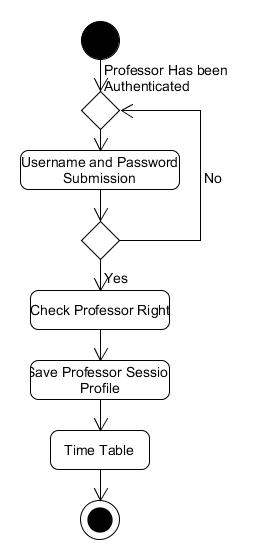 Professor Has been
Authenticated
Username and Password
Submission
No
Yes
Check Professor Right
Save Professor Sessio
Profile
Time Table